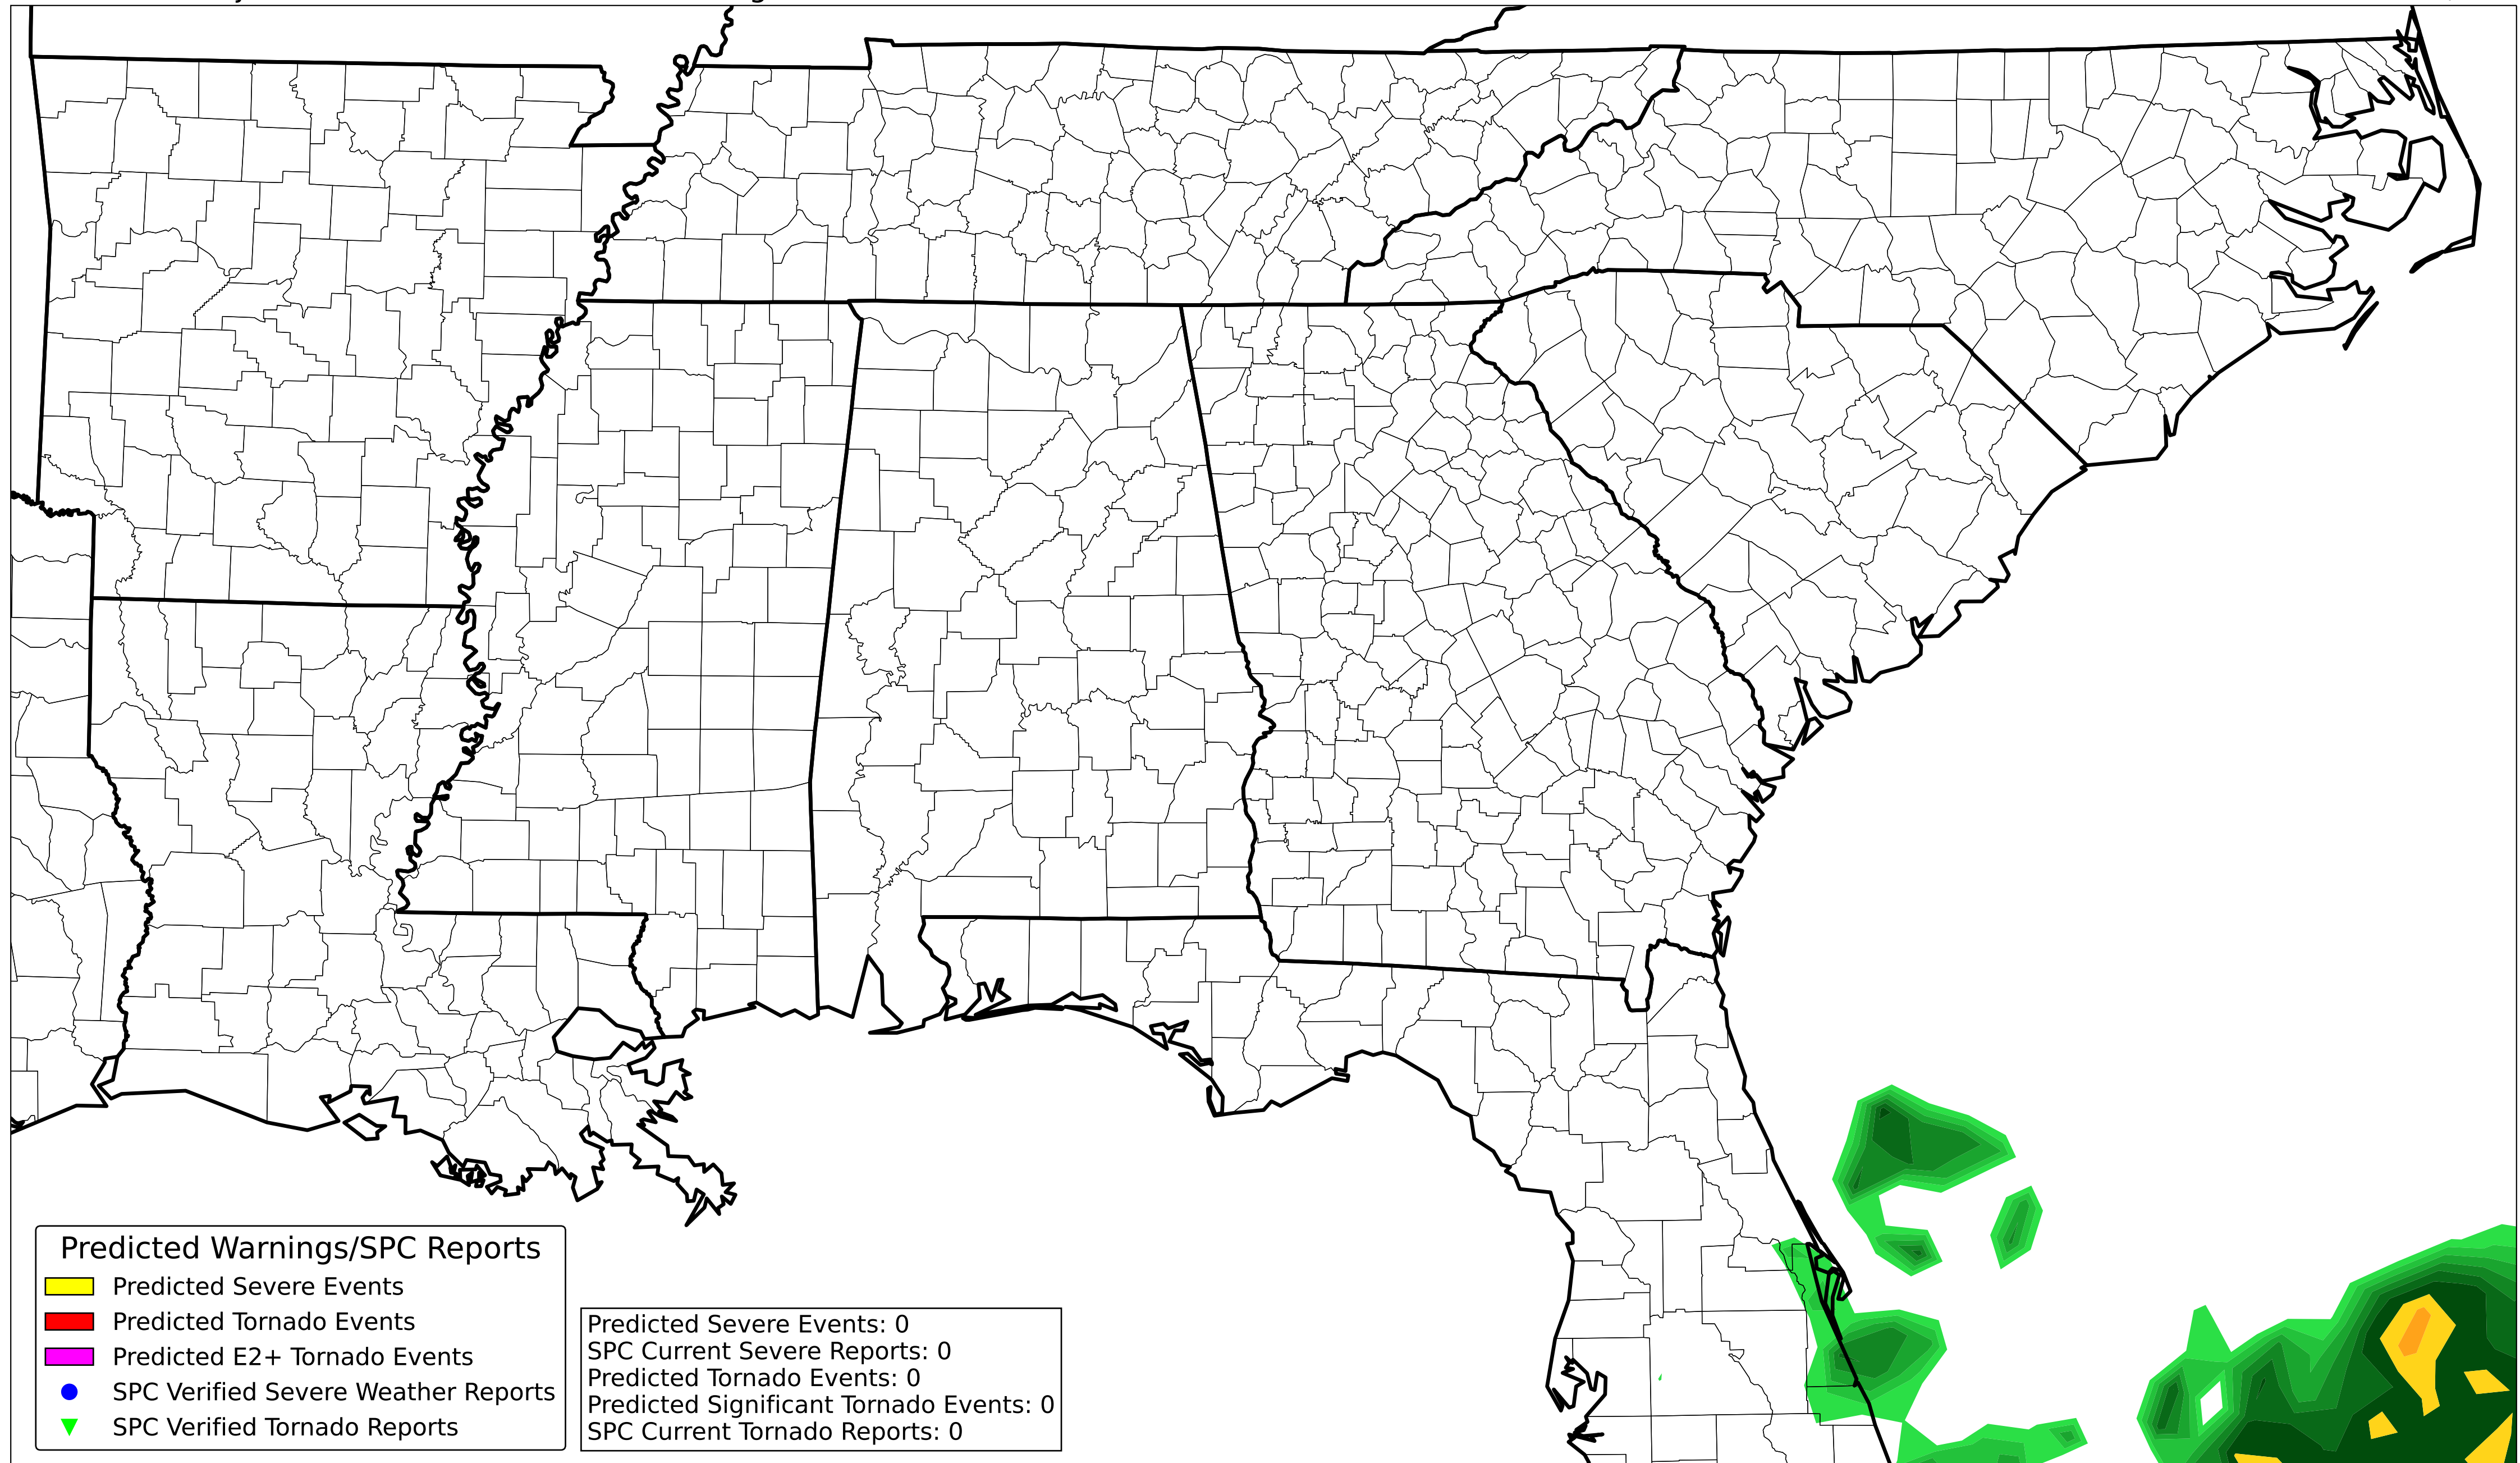 Predicted Warnings/SPC Reports
Predicted Severe Events
Predicted Tornado Events
Predicted E2+ Tornado Events
SPC Verified Severe Weather Reports
SPC Verified Tornado Reports
Predicted Severe Events: 0
SPC Current Severe Reports: 0
Predicted Tornado Events: 0
Predicted Significant Tornado Events: 0
SPC Current Tornado Reports: 0